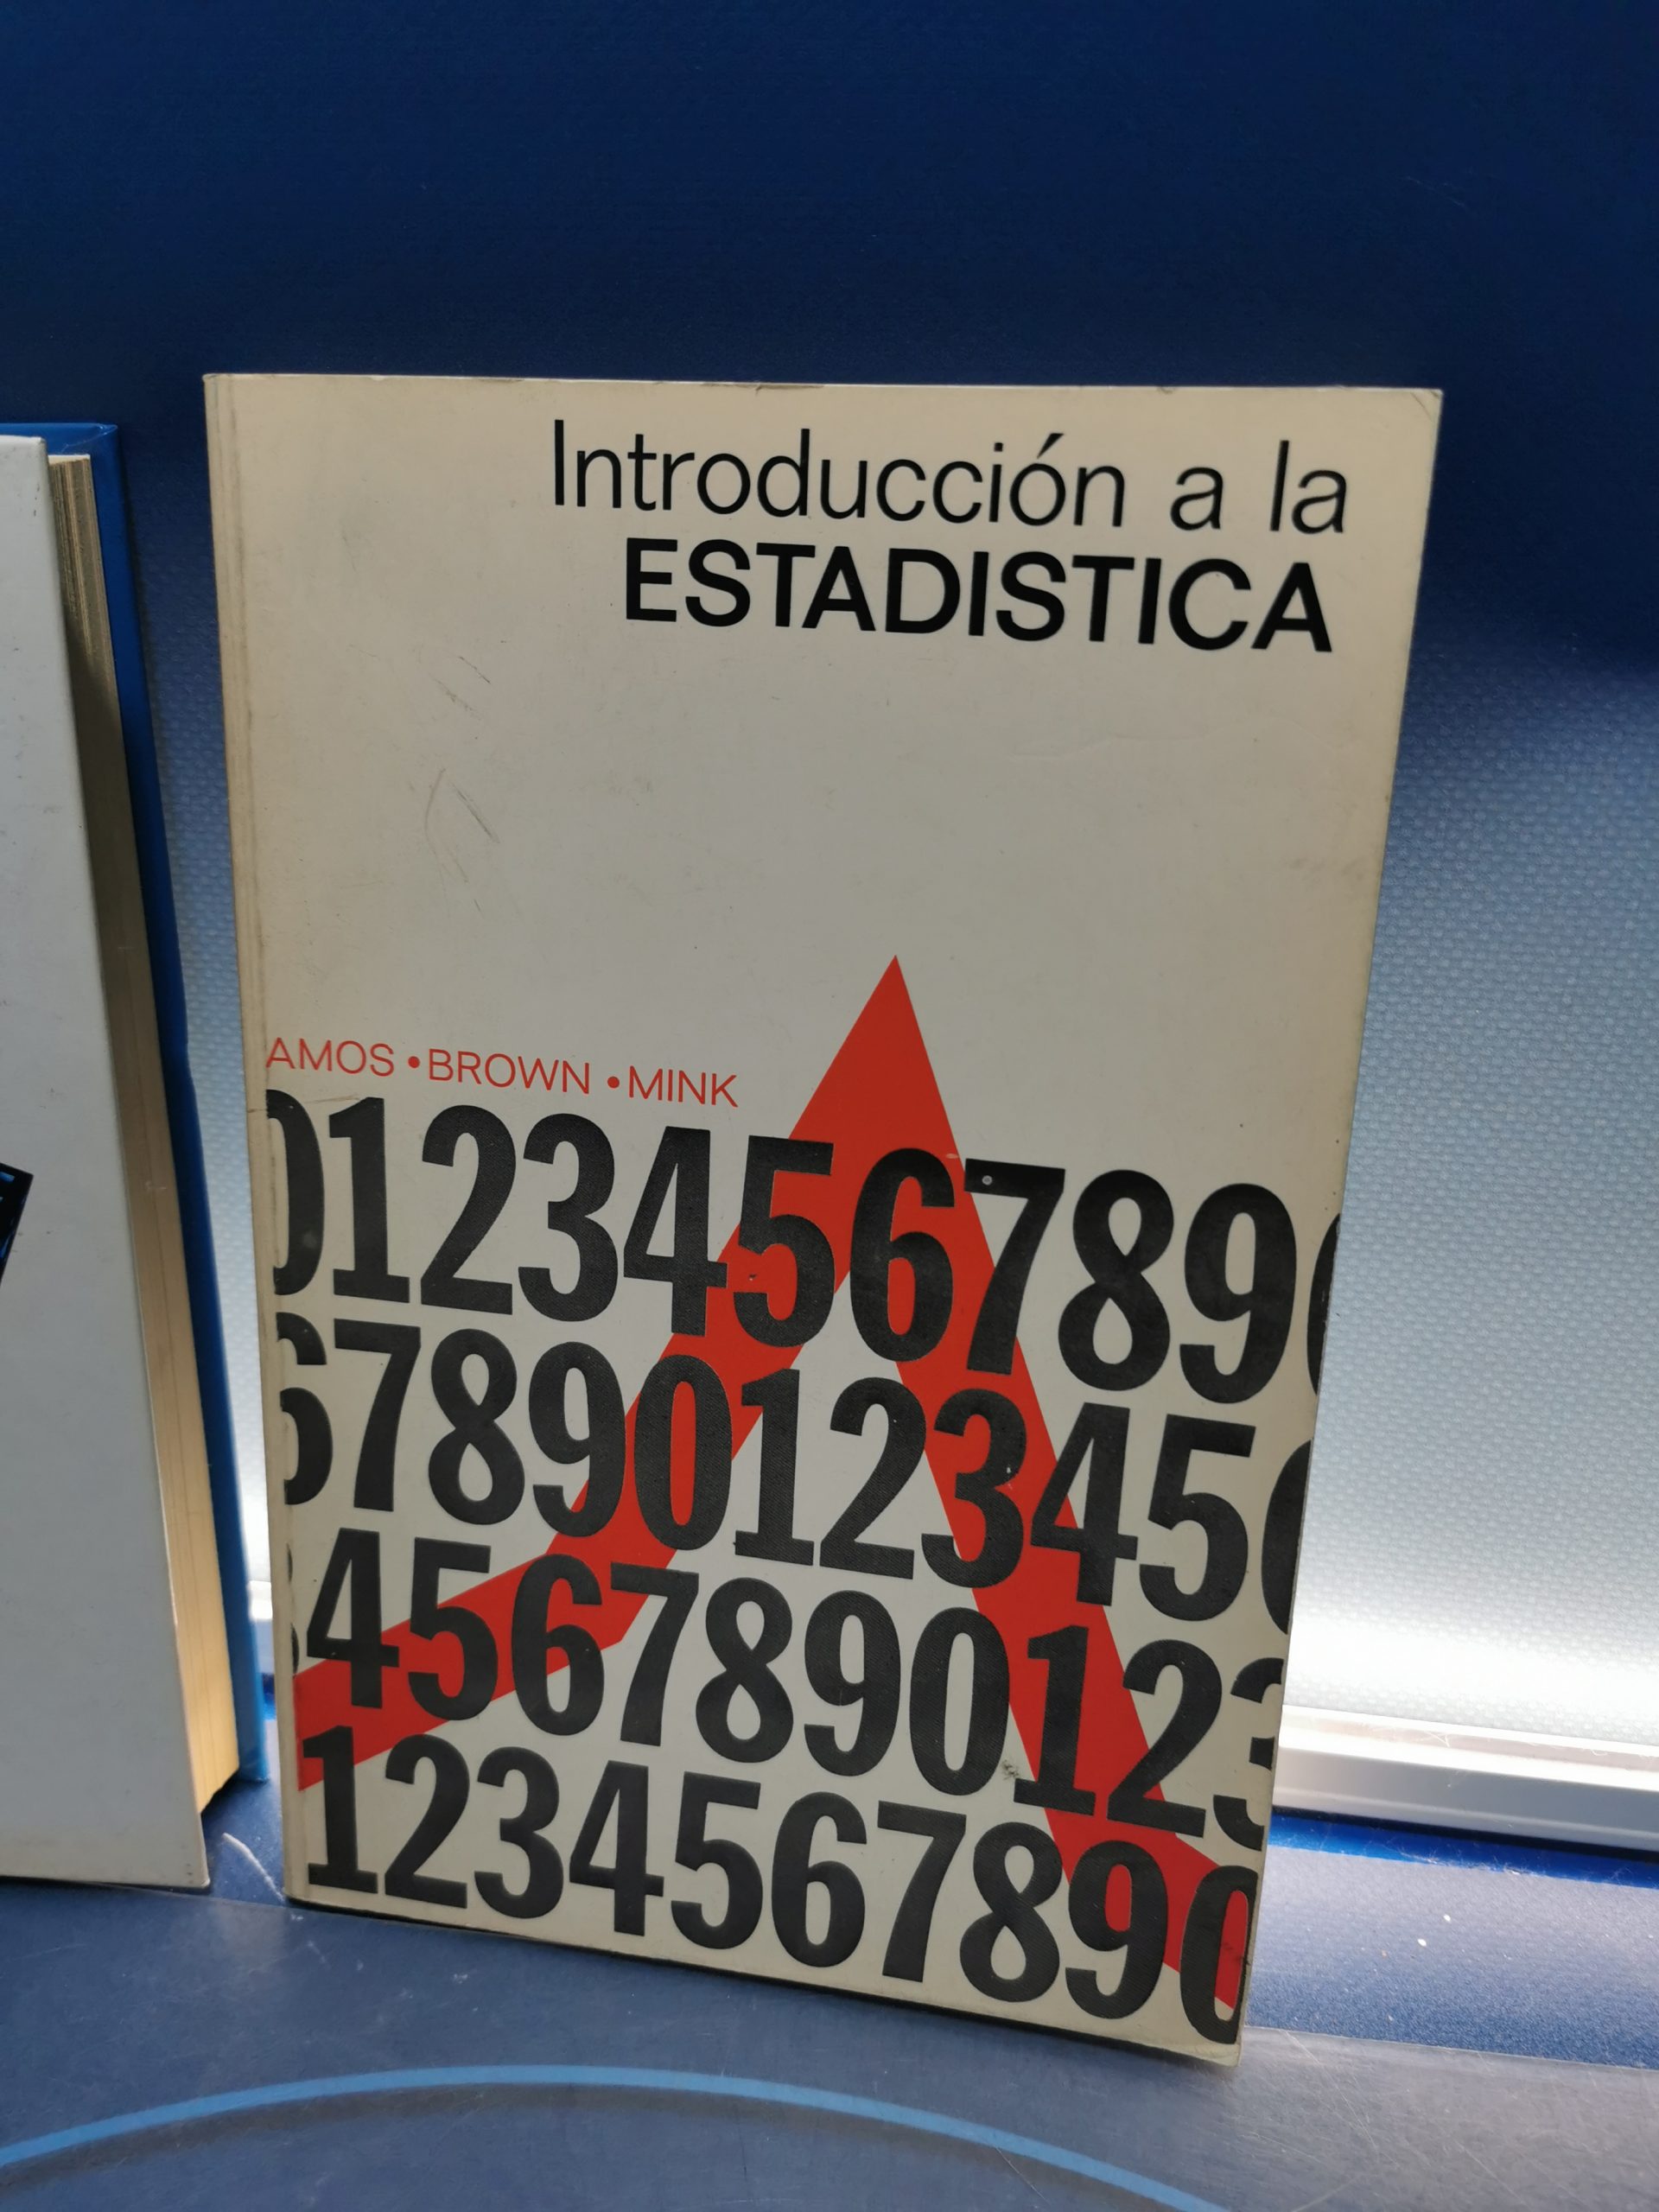 Introducción a la
ESTADISTICA
AMOS • BROWN • MINK
01234567890
67890123456
34567890123
1234567890